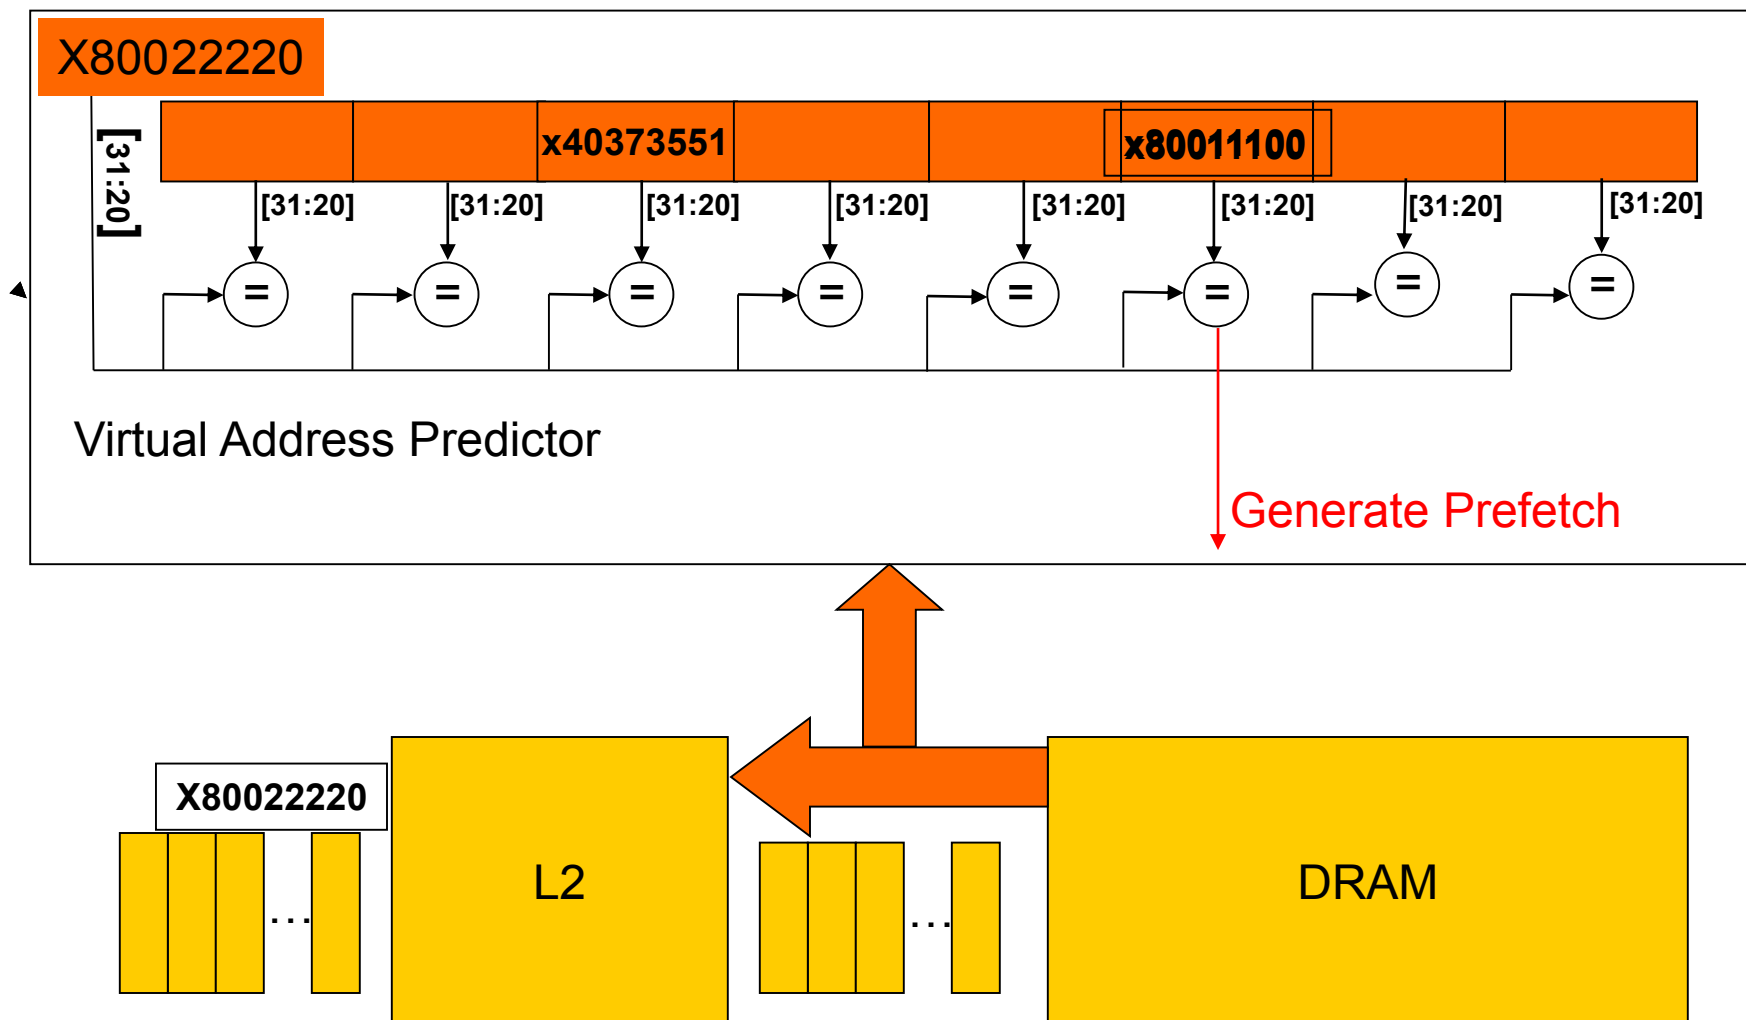 X80022220
[31:20]
x40373551
x80011100
[31:20] [31:20] [31:20] [31:20] [31:20] [31:20] [31:20] [31:20]
= = = = = = = =
Virtual Address Predictor
Generate Prefetch
X80022220
...
L2
...
DRAM